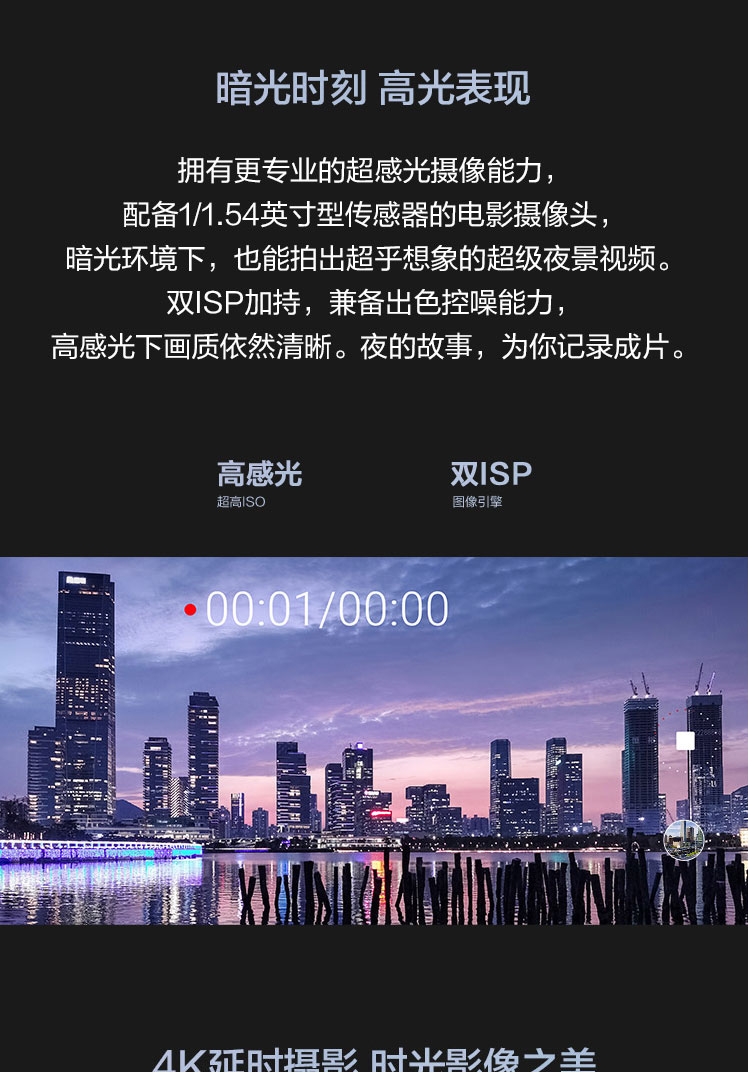 暗光时刻 高光表现
拥有更专业的超感光摄像能力，
配备1/1.54英寸型传感器的电影摄像头，
暗光环境下，也能拍出超乎想象的超级夜景视频。
双ISP加持，兼备出色控噪能力，
高感光下画质依然清晰。夜的故事，为你记录成片。
高感光 双ISP
超高ISO 图像引擎
00:01/00:00
4K延时摄影 时光影像之美